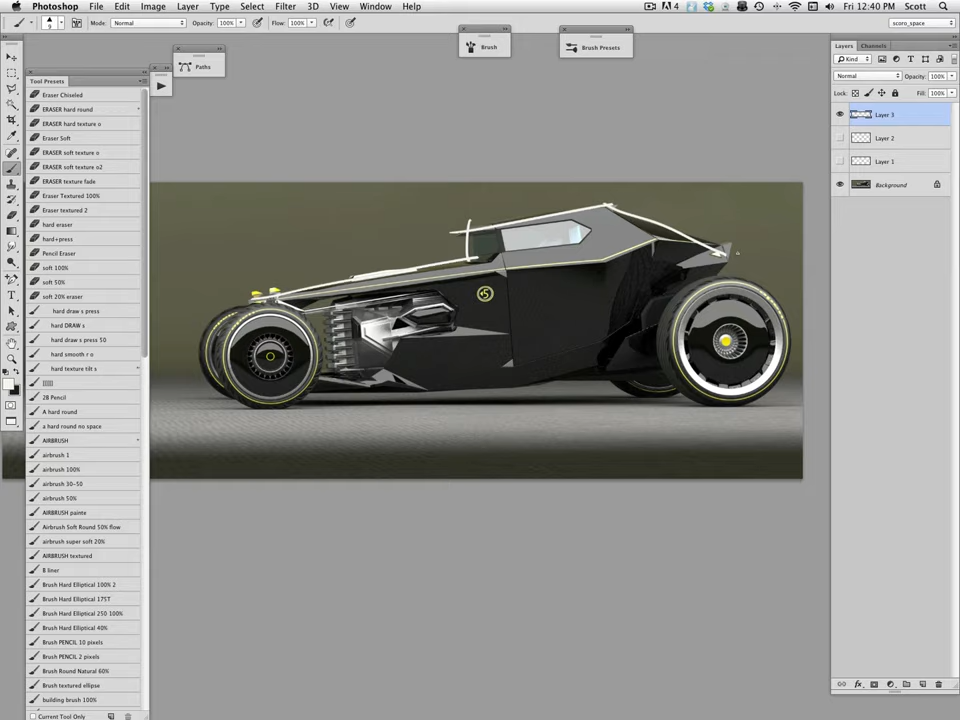 Photoshop File Edit Image Layer Type Select Filter 3D View Window Help 4 Fri 12:40 PM Scott
9 Mode: Normal Opacity: 100% Flow: 100% scoro_space
Brush
Brush Presets
Paths
Tool Presets
Eraser Chiseled
ERASER hard round
ERASER hard texture o
Eraser Soft
ERASER soft texture o
ERASER soft texture o2
ERASER texture fade
Eraser Textured 100%
Eraser textured 2
hard eraser
hard+press
Pencil Eraser
soft 100%
soft 50%
soft 20% eraser
hard draw s press
hard DRAW s
hard draw s press 50
hard smooth r o
hard texture tilt s
]]]]]]
2B Pencil
A hard round
a hard round no space
AIRBRUSH
airbrush 1
airbrush 100%
airbrush 30-50
airbrush 50%
AIRBRUSH painte
Airbrush Soft Round 50% flow
airbrush super soft 20%
AIRBRUSH textured
B liner
Brush Hard Elliptical 100% 2
Brush Hard Elliptical 175T
Brush Hard Elliptical 250 100%
Brush Hard Elliptical 40%
Brush PENCIL 10 pixels
Brush PENCIL 2 pixels
Brush Round Natural 60%
Brush textured ellipse
building brush 100%
Current Tool Only
5
Layers Channels
Kind
Normal Opacity: 100%
Lock: Fill: 100%
Layer 3
Layer 2
Layer 1
Background